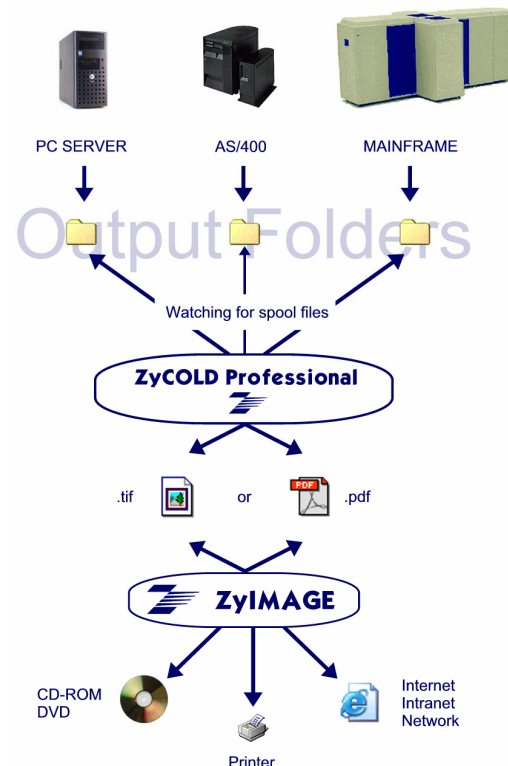 PC SERVER
AS/400
MAINFRAME
Output Folders
Watching for spool files
ZyCOLD Professional
.tif
or
PDF
.pdf
ZyIMAGE
CD-ROM
DVD
Internet
Intranet
Network
Printer